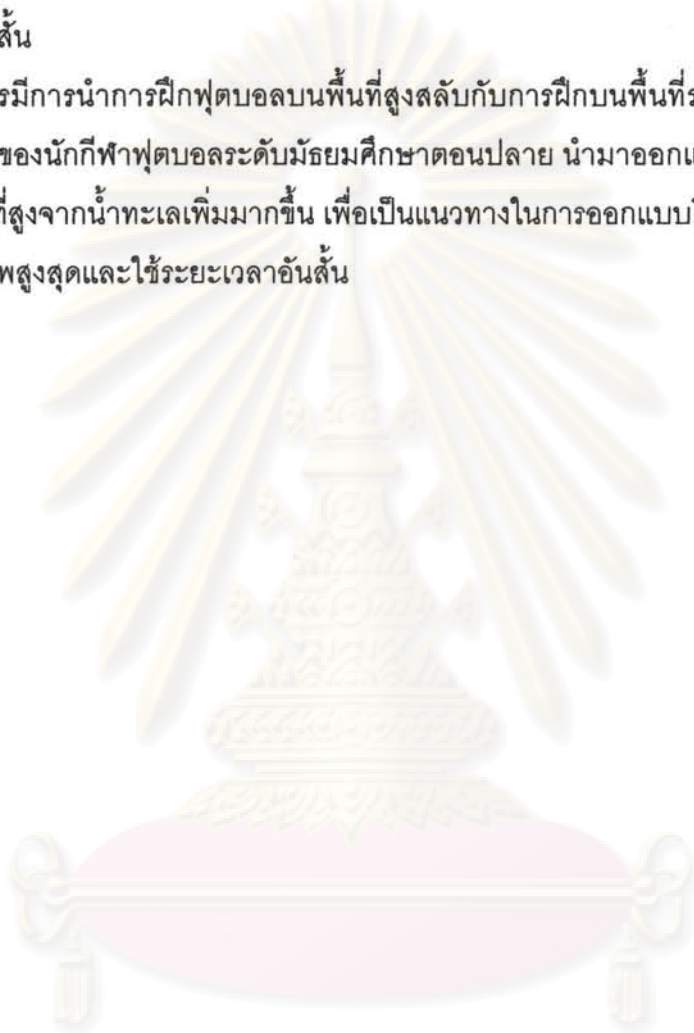 สั้น
รมีการนำการฝึกฟุตบอลบนพื้นที่สูงสลับกับการฝึกบนพื้นที่
ของนักกีฬาฟุตบอลระดับมัธยมศึกษาตอนปลาย นำมาออก
ที่สูงจากน้ำทะเลเพิ่มมากขึ้น เพื่อเป็นแนวทางในการออกแบบ
พสูงสุดและใช้ระยะเวลาอันสั้น